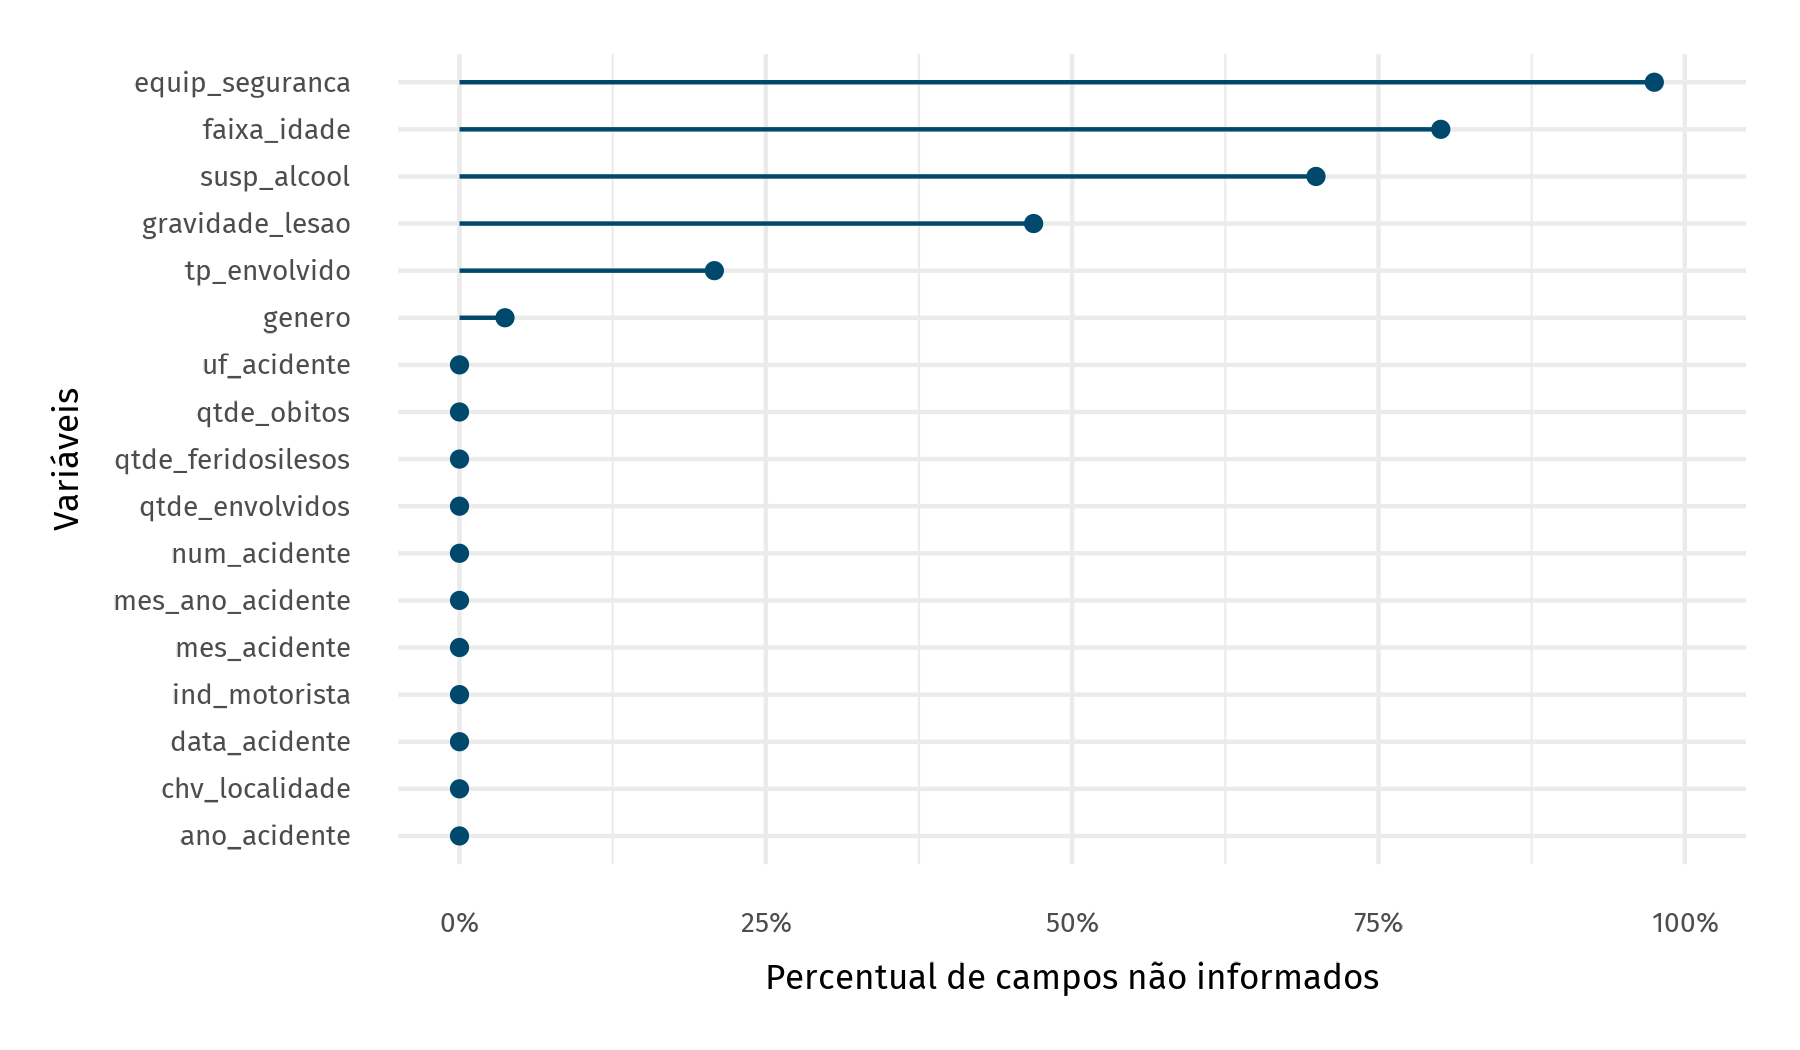 equip_seguranca
faixa_idade
susp_alcool
gravidade_lesao
tp_envolvido
genero
uf_acidente
qtde_obitos
qtde_feridosilesos
qtde_envolvidos
num_acidente
mes_ano_acidente
mes_acidente
ind_motorista
data_acidente
chv_localidade
ano_acidente
Variáveis
0% 25% 50% 75% 100%
Percentual de campos não informados